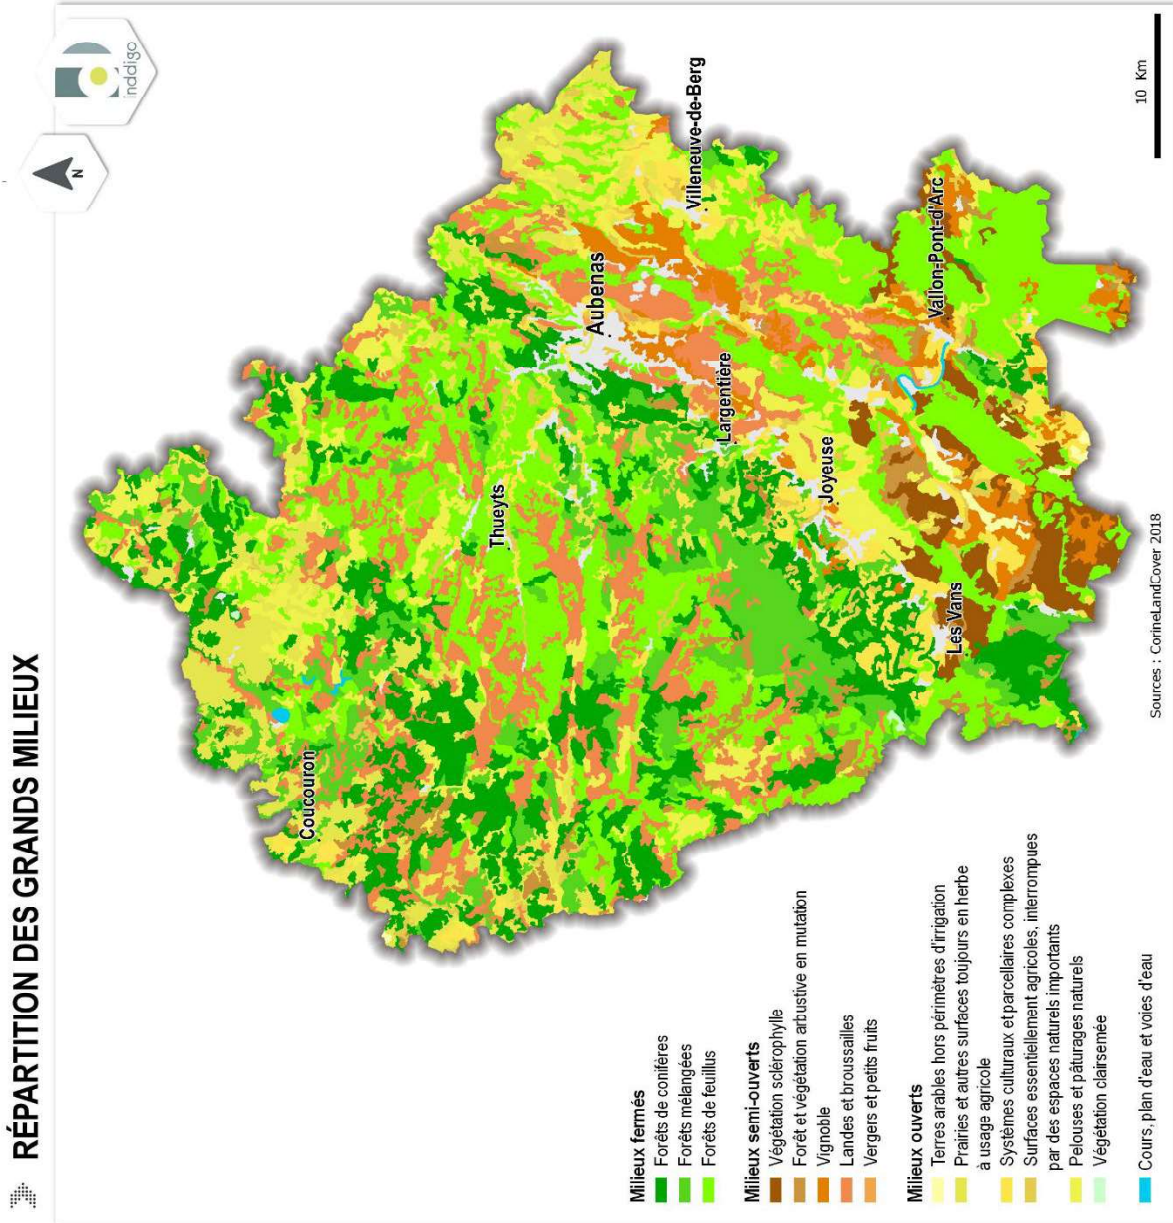 RÉPARTITION DES GRANDS MILIEUX
inddigo
N
Coucouron
Thueyts
Aubenas
Villeneuve-de-Berg
Largentière
Joyeuse
Vallon-Pont-d'Arc
Les Vans
Milieux fermés
Forêts de conifères
Forêts mélangées
Forêts de feuillus
Milieux semi-ouverts
Végétation sclérophylle
Forêt et végétation arbustive en mutation
Vignoble
Landes et broussailles
Vergers et petits fruits
Milieux ouverts
Terres arables hors périmètres d'irrigation
Prairies et autres surfaces toujours en herbe
à usage agricole
Systèmes culturaux et parcellaires complexes
Surfaces essentiellement agricoles, interrompues
par des espaces naturels importants
Pelouses et pâturages naturels
Végétation clairsemée
Cours, plan d'eau et voies d'eau
Sources : CorineLandCover 2018
10 Km